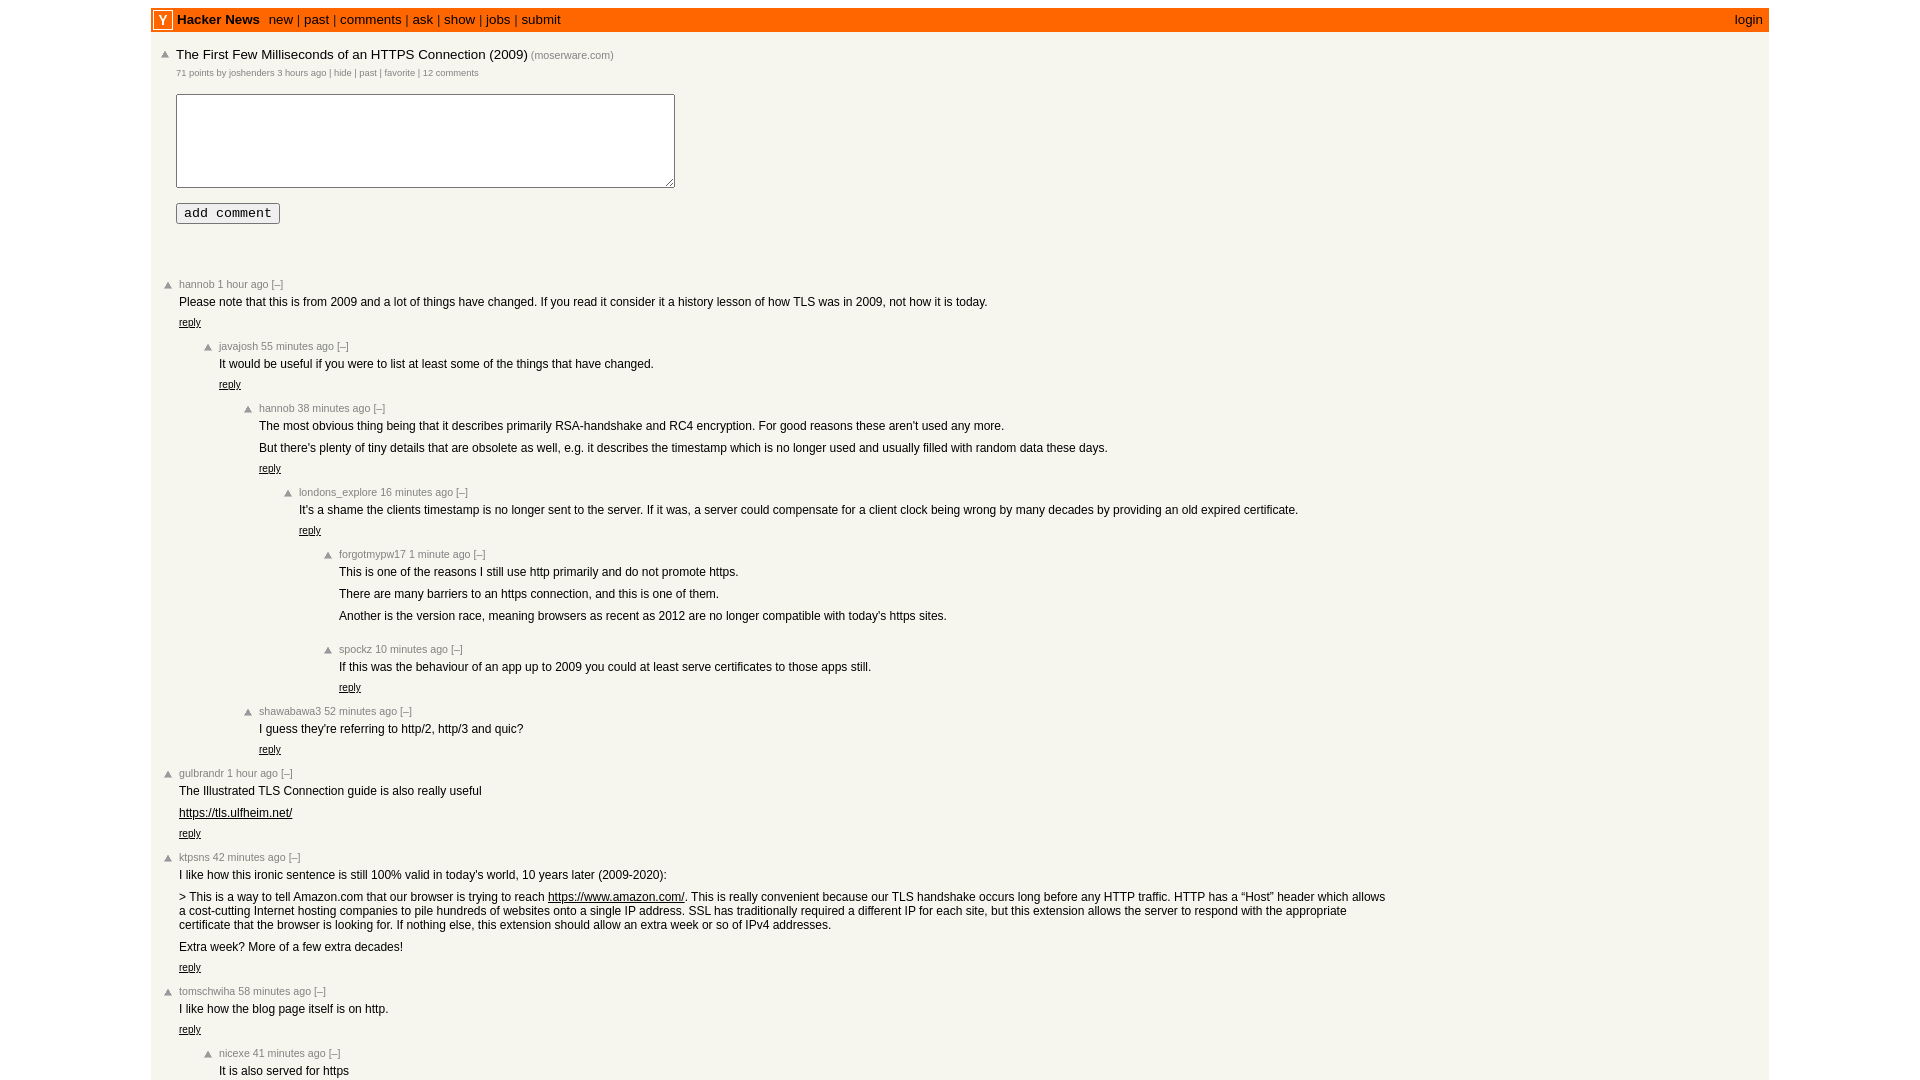 Y Hacker News new | past | comments | ask | show | jobs | submit login
The First Few Milliseconds of an HTTPS Connection (2009) (moserware.com)
71 points by joshenders 3 hours ago | hide | past | favorite | 12 comments
add comment
hannob 1 hour ago [–]
Please note that this is from 2009 and a lot of things have changed. If you read it consider it a history lesson of how TLS was in 2009, not how it is today.
reply
javajosh 55 minutes ago [–]
It would be useful if you were to list at least some of the things that have changed.
reply
hannob 38 minutes ago [–]
The most obvious thing being that it describes primarily RSA-handshake and RC4 encryption. For good reasons these aren't used any more.
But there's plenty of tiny details that are obsolete as well, e.g. it describes the timestamp which is no longer used and usually filled with random data these days.
reply
londons_explore 16 minutes ago [–]
It's a shame the clients timestamp is no longer sent to the server. If it was, a server could compensate for a client clock being wrong by many decades by providing an old expired certificate.
reply
forgotmypw17 1 minute ago [–]
This is one of the reasons I still use http primarily and do not promote https.
There are many barriers to an https connection, and this is one of them.
Another is the version race, meaning browsers as recent as 2012 are no longer compatible with today's https sites.
spockz 10 minutes ago [–]
If this was the behaviour of an app up to 2009 you could at least serve certificates to those apps still.
reply
shawabawa3 52 minutes ago [–]
I guess they're referring to http/2, http/3 and quic?
reply
gulbrandr 1 hour ago [–]
The Illustrated TLS Connection guide is also really useful
https://tls.ulfheim.net/
reply
ktpsns 42 minutes ago [–]
I like how this ironic sentence is still 100% valid in today's world, 10 years later (2009-2020):
> This is a way to tell Amazon.com that our browser is trying to reach https://www.amazon.com/. This is really convenient because our TLS handshake occurs long before any HTTP traffic. HTTP has a “Host” header which allows
a cost-cutting Internet hosting companies to pile hundreds of websites onto a single IP address. SSL has traditionally required a different IP for each site, but this extension allows the server to respond with the appropriate
certificate that the browser is looking for. If nothing else, this extension should allow an extra week or so of IPv4 addresses.
Extra week? More of a few extra decades!
reply
tomschwiha 58 minutes ago [–]
I like how the blog page itself is on http.
reply
nicexe 41 minutes ago [–]
It is also served for https